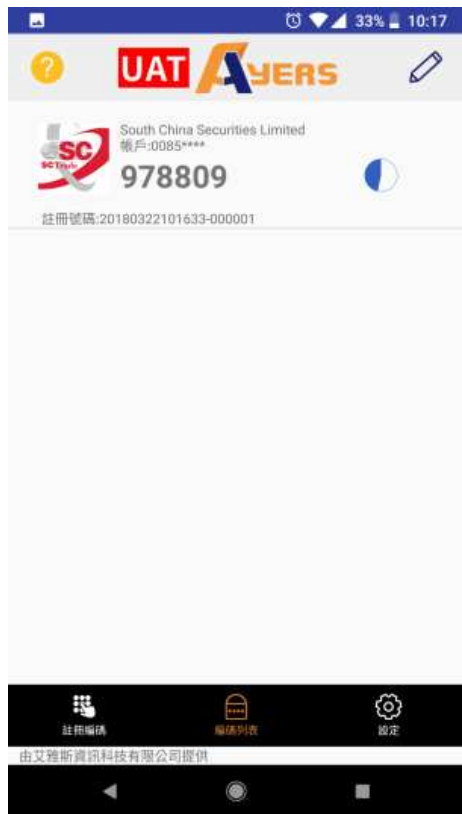 33% 10:17
?
UAT AYERS
South China Securities Limited
帳戶:0085****
SC
SCTrade
978809
註冊號碼:20180322101633-000001
註冊編碼
編碼列表
設定
由艾雅斯資訊科技有限公司提供